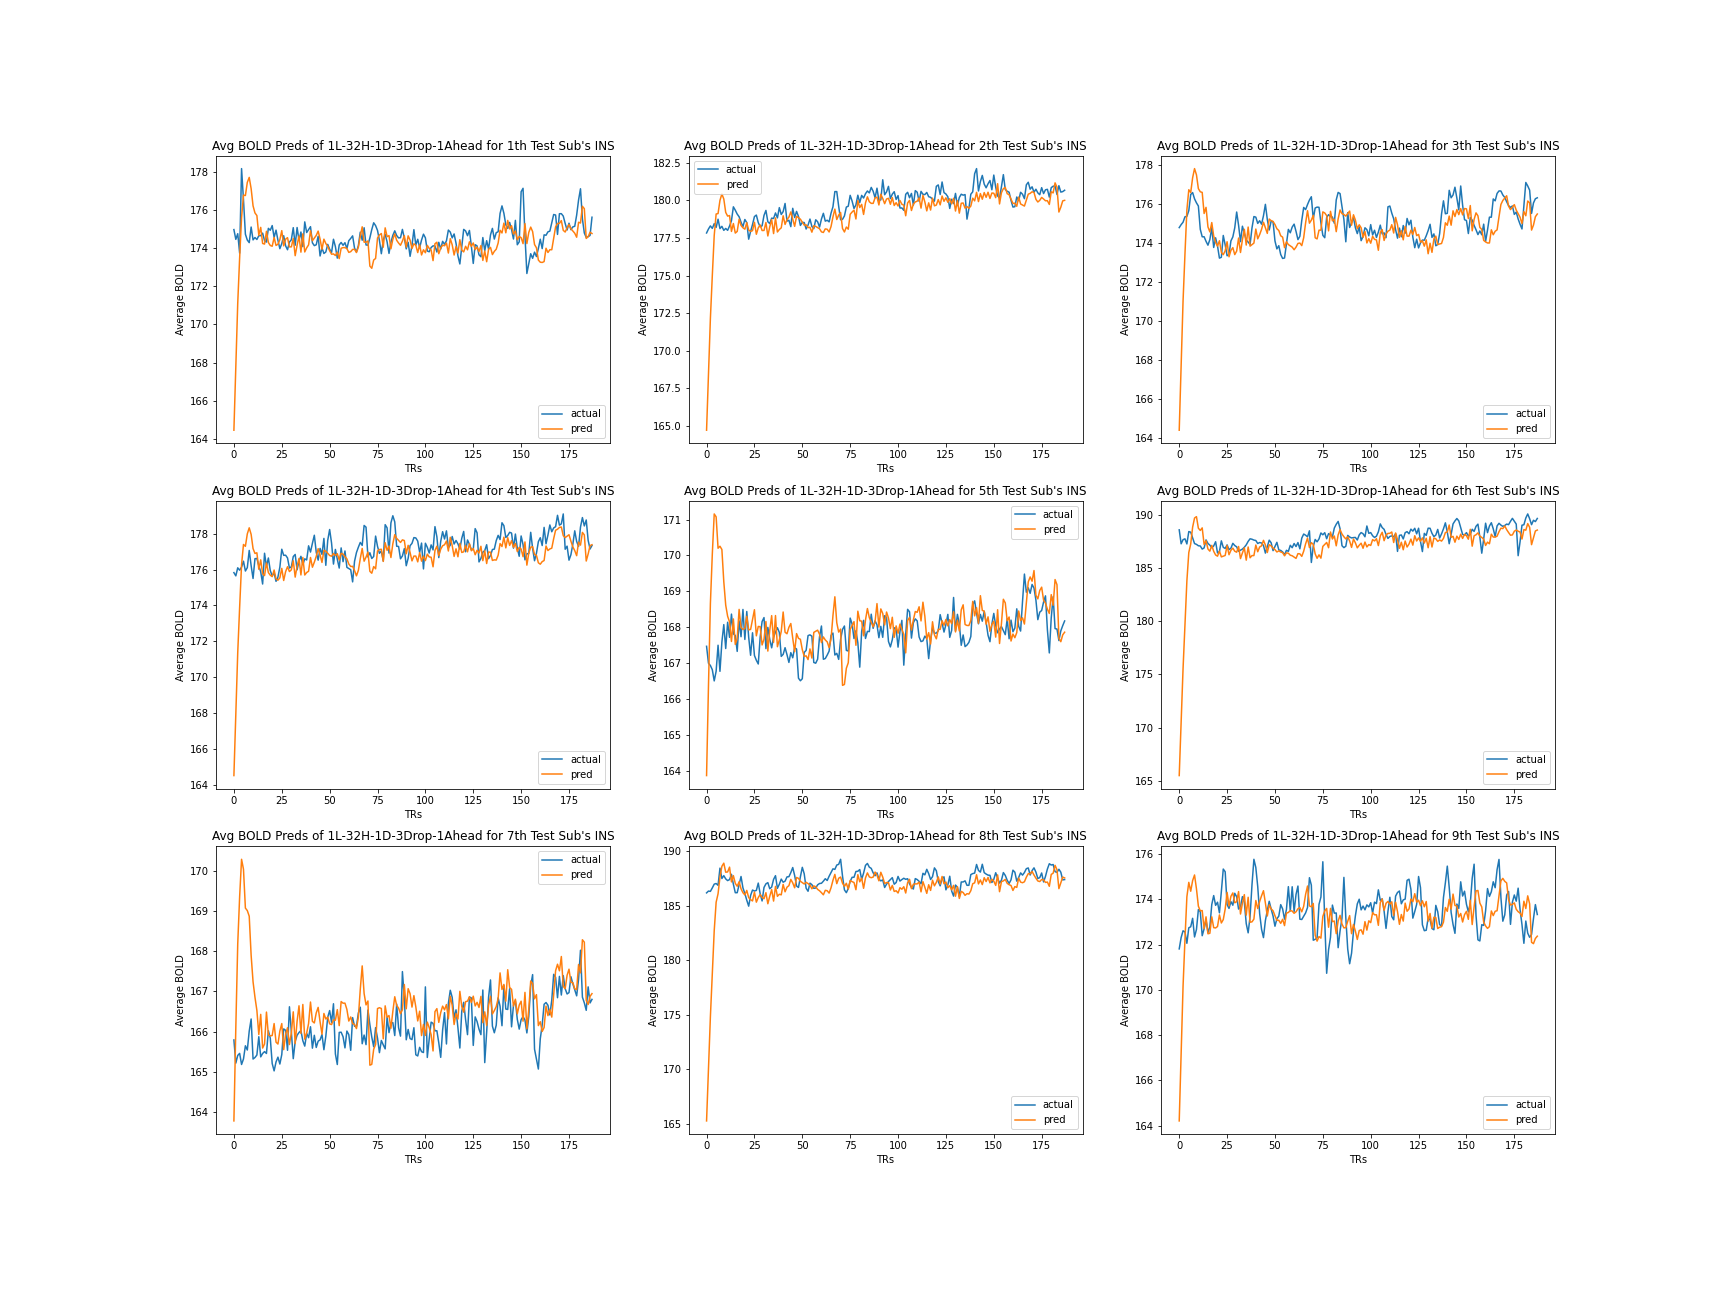 Avg BOLD Preds of 1L-32H-1D-3Drop-1Ahead for 1th Test Sub's INS
178
176
174
172
170
168
166
164
Average BOLD
0 25 50 75 100 125 150 175
TRs
actual
pred
Avg BOLD Preds of 1L-32H-1D-3Drop-1Ahead for 2th Test Sub's INS
182.5
180.0
177.5
175.0
172.5
170.0
167.5
165.0
Average BOLD
0 25 50 75 100 125 150 175
TRs
actual
pred
Avg BOLD Preds of 1L-32H-1D-3Drop-1Ahead for 3th Test Sub's INS
178
176
174
172
170
168
166
164
Average BOLD
0 25 50 75 100 125 150 175
TRs
actual
pred
Avg BOLD Preds of 1L-32H-1D-3Drop-1Ahead for 4th Test Sub's INS
178
176
174
172
170
168
166
164
Average BOLD
0 25 50 75 100 125 150 175
TRs
actual
pred
Avg BOLD Preds of 1L-32H-1D-3Drop-1Ahead for 5th Test Sub's INS
171
170
169
168
167
166
165
164
Average BOLD
0 25 50 75 100 125 150 175
TRs
actual
pred
Avg BOLD Preds of 1L-32H-1D-3Drop-1Ahead for 6th Test Sub's INS
190
185
180
175
170
165
Average BOLD
0 25 50 75 100 125 150 175
TRs
actual
pred
Avg BOLD Preds of 1L-32H-1D-3Drop-1Ahead for 7th Test Sub's INS
170
169
168
167
166
165
164
Average BOLD
0 25 50 75 100 125 150 175
TRs
actual
pred
Avg BOLD Preds of 1L-32H-1D-3Drop-1Ahead for 8th Test Sub's INS
190
185
180
175
170
165
Average BOLD
0 25 50 75 100 125 150 175
TRs
actual
pred
Avg BOLD Preds of 1L-32H-1D-3Drop-1Ahead for 9th Test Sub's INS
176
174
172
170
168
166
164
Average BOLD
0 25 50 75 100 125 150 175
TRs
actual
pred